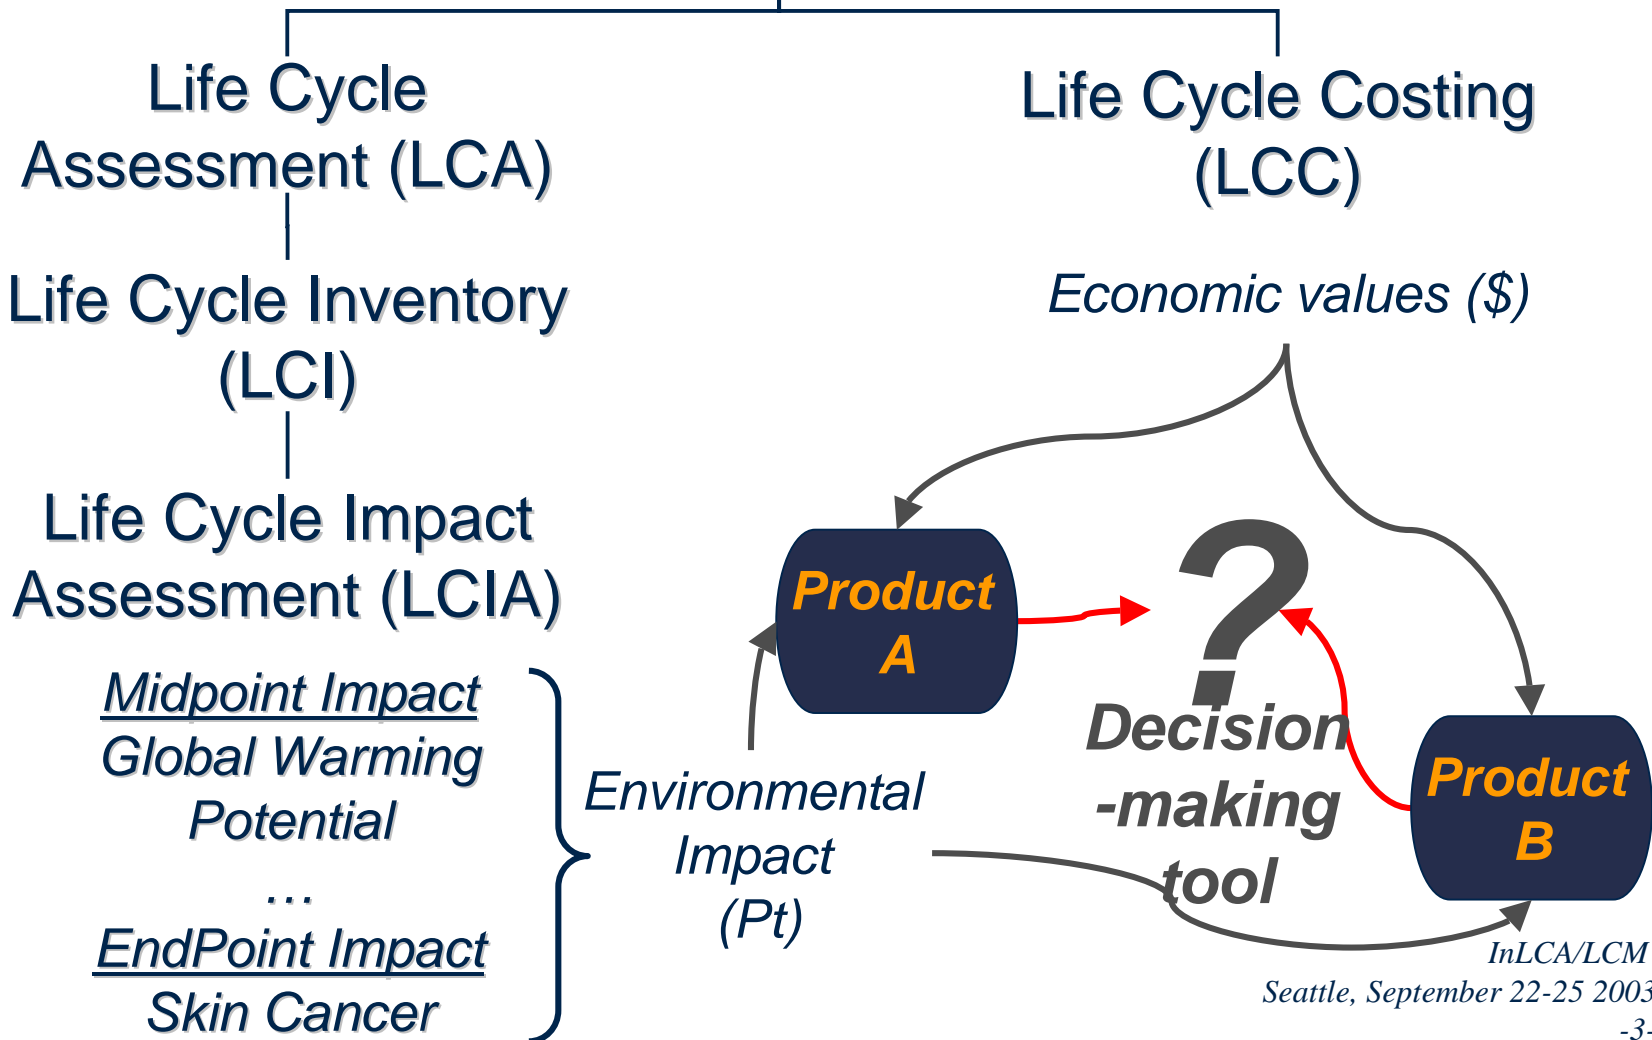 Life Cycle
Assessment (LCA)
Life Cycle Inventory
(LCI)
Life Cycle Impact
Assessment (LCIA)
Midpoint Impact
Global Warming
Potential
…
EndPoint Impact
Skin Cancer
Environmental
Impact
(Pt)
Life Cycle Costing
(LCC)
Economic values ($)
Product
A
?
Decision
-making
tool
Product
B
InLCA/LCM
Seattle, September 22-25 2003
-3-